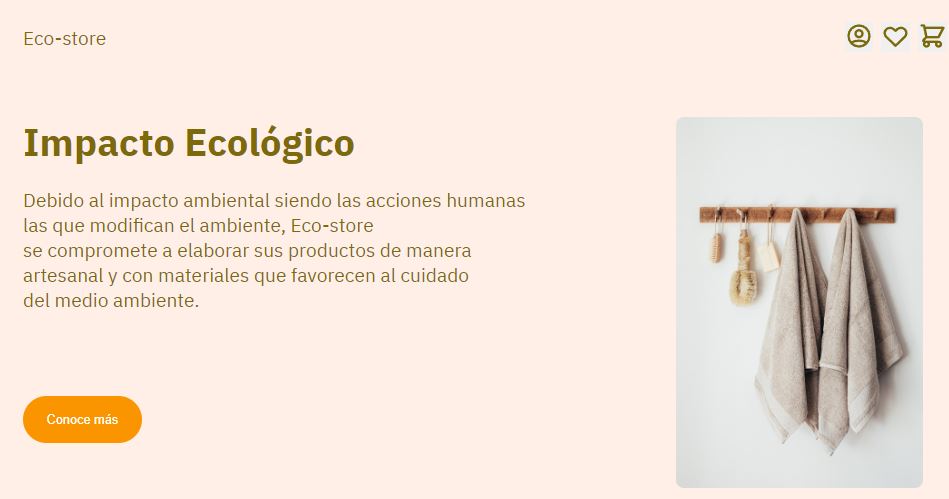 Eco-store
Impacto Ecológico
Debido al impacto ambiental siendo las acciones humanas
las que modifican el ambiente, Eco-store
se compromete a elaborar sus productos de manera
artesanal y con materiales que favorecen al cuidado
del medio ambiente.
Conoce más